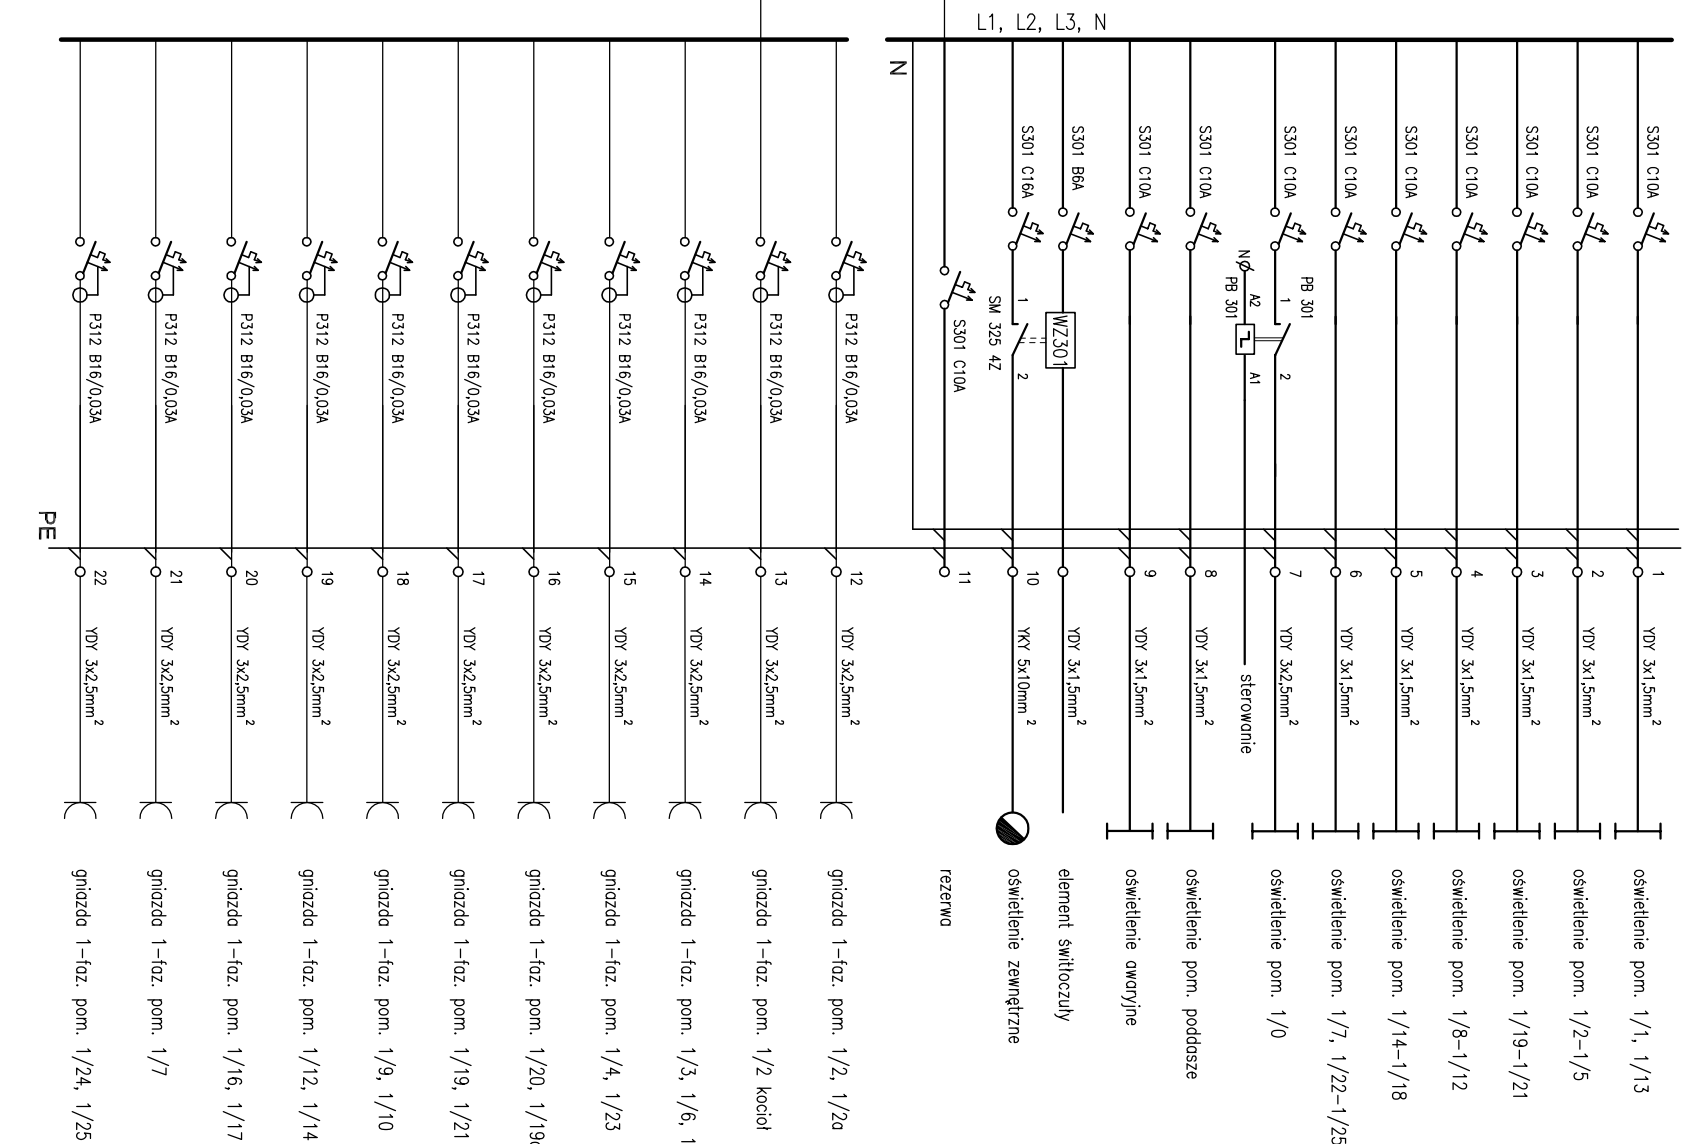 L1, L2, L3, N
N
PE
S301 C10A
1
YDY 3x1,5mm²
oświetlenie pom. 1/1, 1/13
S301 C10A
2
YDY 3x1,5mm²
oświetlenie pom. 1/2-1/5
S301 C10A
3
YDY 3x1,5mm²
oświetlenie pom. 1/19-1/21
S301 C10A
4
YDY 3x1,5mm²
oświetlenie pom. 1/8-1/12
S301 C10A
5
YDY 3x1,5mm²
oświetlenie pom. 1/14-1/18
S301 C10A
6
YDY 3x1,5mm²
oświetlenie pom. 1/7, 1/22-1/25
S301 C10A
PB 301
1
2
7
YDY 3x2,5mm²
oświetlenie pom. 1/0
N
A2
PB 301
A1
sterowanie
S301 C10A
8
YDY 3x1,5mm²
oświetlenie pom. poddasze
S301 C10A
9
YDY 3x1,5mm²
oświetlenie awaryjne
S301 B6A
WZ301
YDY 3x1,5mm²
element świtłoczuły
S301 C16A
1
SM 325 4Z
2
10
YKY 5x10mm²
oświetlenie zewnętrzne
S301 C10A
11
rezerwa
P312 B16/0,03A
12
YDY 3x2,5mm²
gniazda 1-faz. pom. 1/2, 1/2a
P312 B16/0,03A
13
YDY 3x2,5mm²
gniazda 1-faz. pom. 1/2 kocioł
P312 B16/0,03A
14
YDY 3x2,5mm²
gniazda 1-faz. pom. 1/3, 1/6, 1
P312 B16/0,03A
15
YDY 3x2,5mm²
gniazda 1-faz. pom. 1/4, 1/23
P312 B16/0,03A
16
YDY 3x2,5mm²
gniazda 1-faz. pom. 1/20, 1/19a
P312 B16/0,03A
17
YDY 3x2,5mm²
gniazda 1-faz. pom. 1/19, 1/21
P312 B16/0,03A
18
YDY 3x2,5mm²
gniazda 1-faz. pom. 1/9, 1/10
P312 B16/0,03A
19
YDY 3x2,5mm²
gniazda 1-faz. pom. 1/12, 1/14
P312 B16/0,03A
20
YDY 3x2,5mm²
gniazda 1-faz. pom. 1/16, 1/17
P312 B16/0,03A
21
YDY 3x2,5mm²
gniazda 1-faz. pom. 1/7
P312 B16/0,03A
22
YDY 3x2,5mm²
gniazda 1-faz. pom. 1/24, 1/25